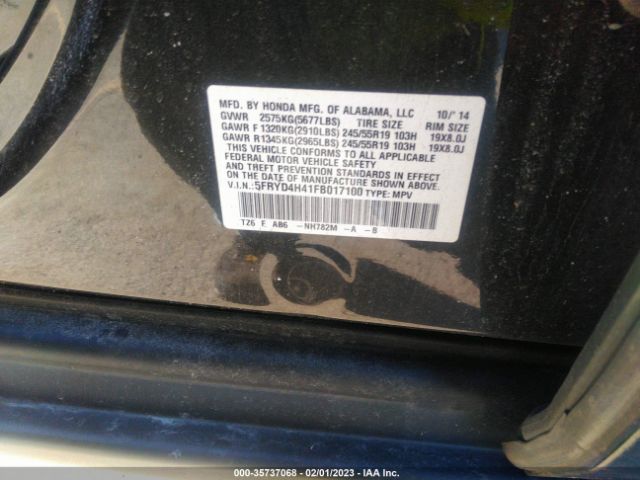 MFD. BY HONDA MFG. OF ALABAMA, LLC 10/'14
GVWR 2575KG(5677LBS) TIRE SIZE RIM SIZE
GAWR F 1320KG(2910LBS) 245/55R19 103H 19X8.0J
GAWR R 1345KG(2965LBS) 245/55R19 103H 19X8.0J
THIS VEHICLE CONFORMS TO ALL APPLICABLE
FEDERAL MOTOR VEHICLE SAFETY
STANDARDS IN EFFECT ON THE
DATE OF MANUFACTURE SHOWN ABOVE.
V.I.N.: 5FRYD4H41FB017100 TYPE: MPV
TZ6 E AB6 -NH782M -A -B
000-35737068 - 02/01/2023 - IAA Inc.